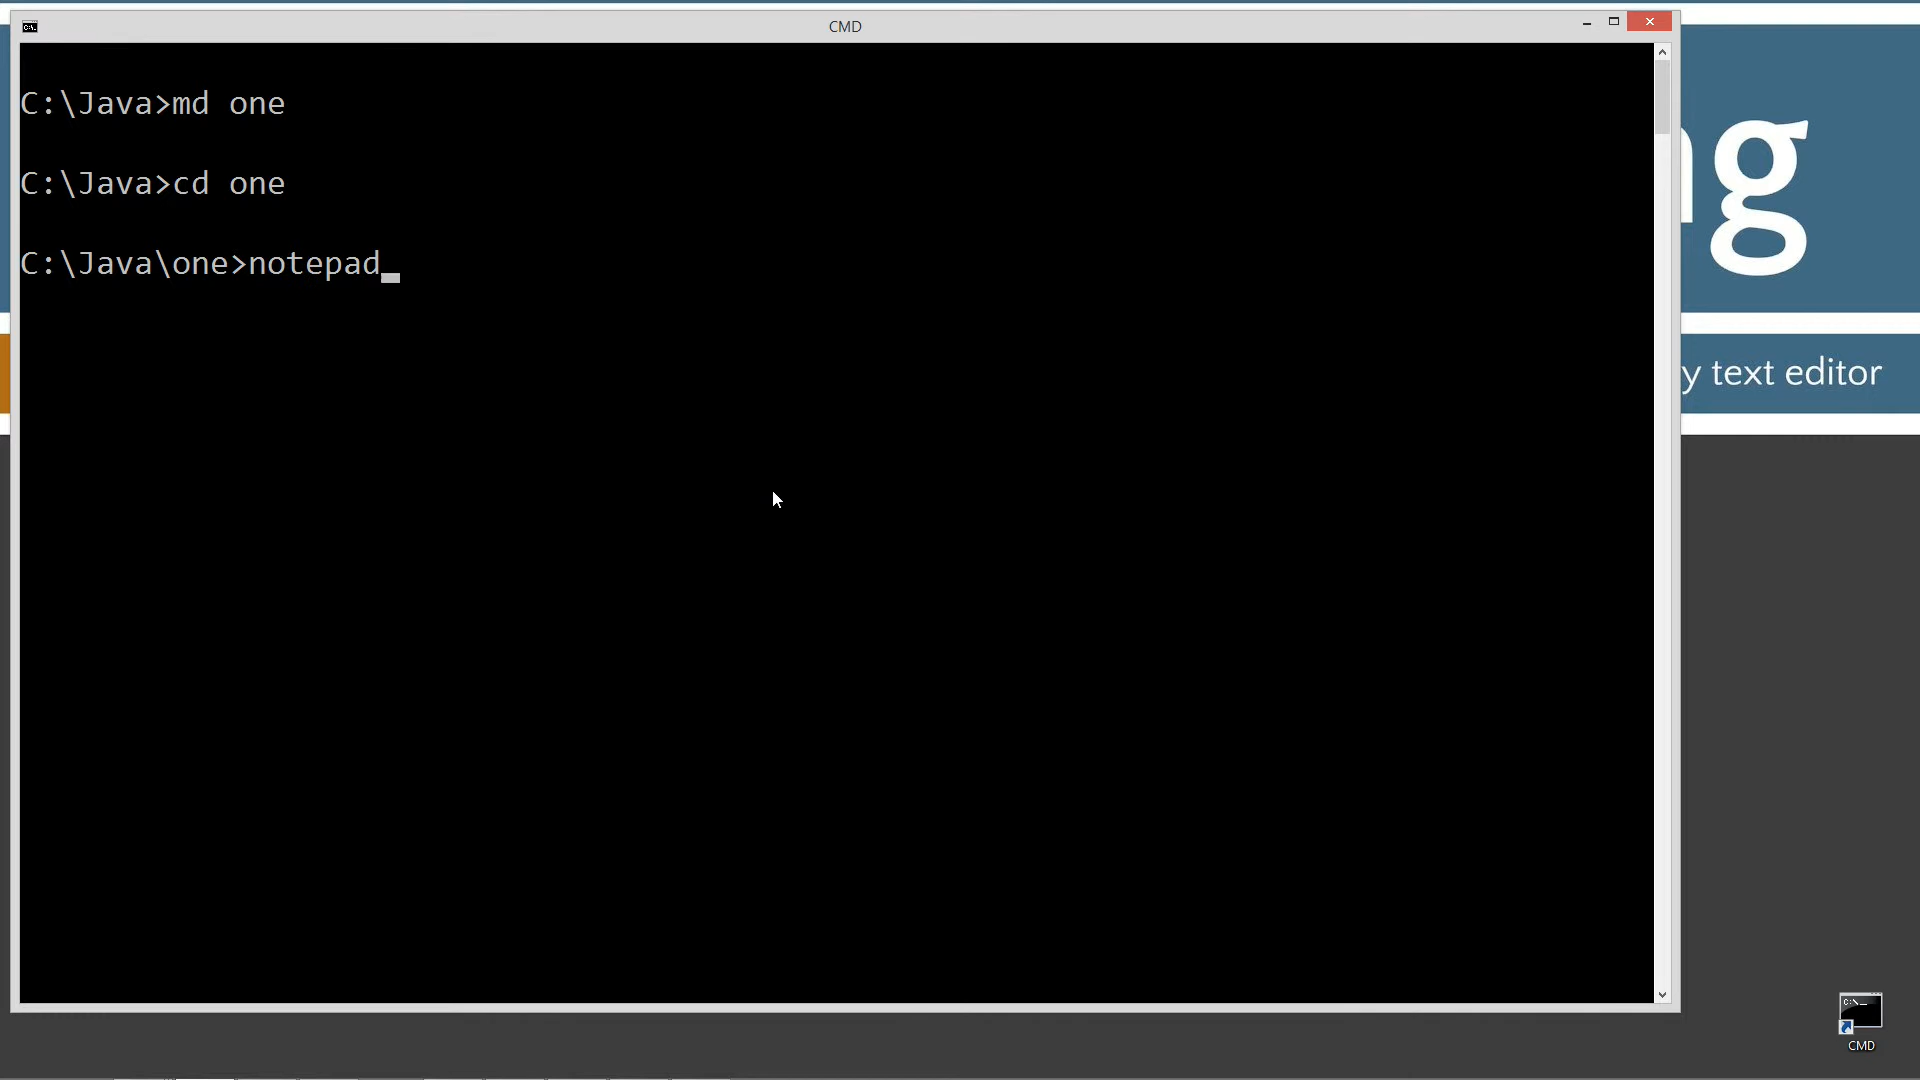 CMD
C:\Java>md one
C:\Java>cd one
C:\Java\one>notepad
g
y text editor
CMD